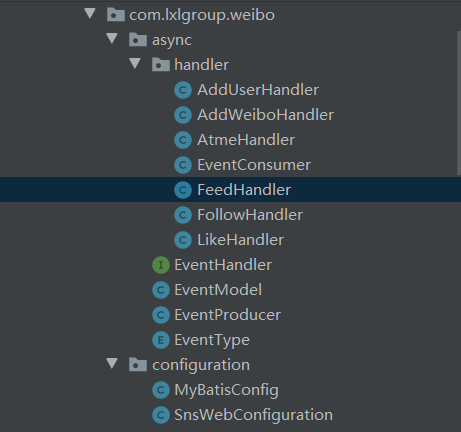 com.lxlgroup.weibo
async
handler
C AddUserHandler
C AddWeiboHandler
C AtmeHandler
C EventConsumer
C FeedHandler
C FollowHandler
C LikeHandler
I EventHandler
C EventModel
C EventProducer
E EventType
configuration
C MyBatisConfig
C SnsWebConfiguration